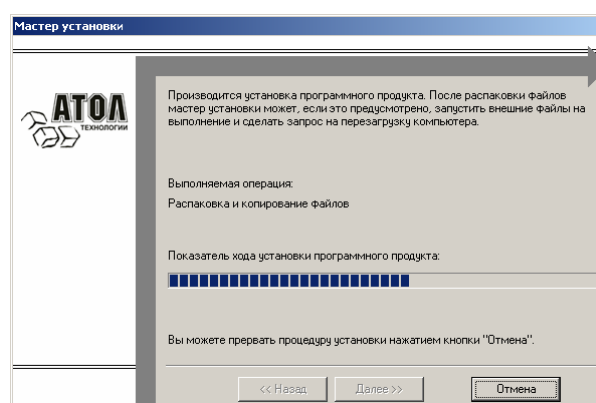 Мастер установки
АТОЛ
ТЕХНОЛОГИИ
Производится установка программного продукта. После распаковки файлов
мастер установки может, если это предусмотрено, запустить внешние файлы на
выполнение и сделать запрос на перезагрузку компьютера.
Выполняемая операция:
Распаковка и копирование файлов
Показатель хода установки программного продукта:
Вы можете прервать процедуру установки нажатием кнопки "Отмена".
<< Назад
Далее >>
Отмена